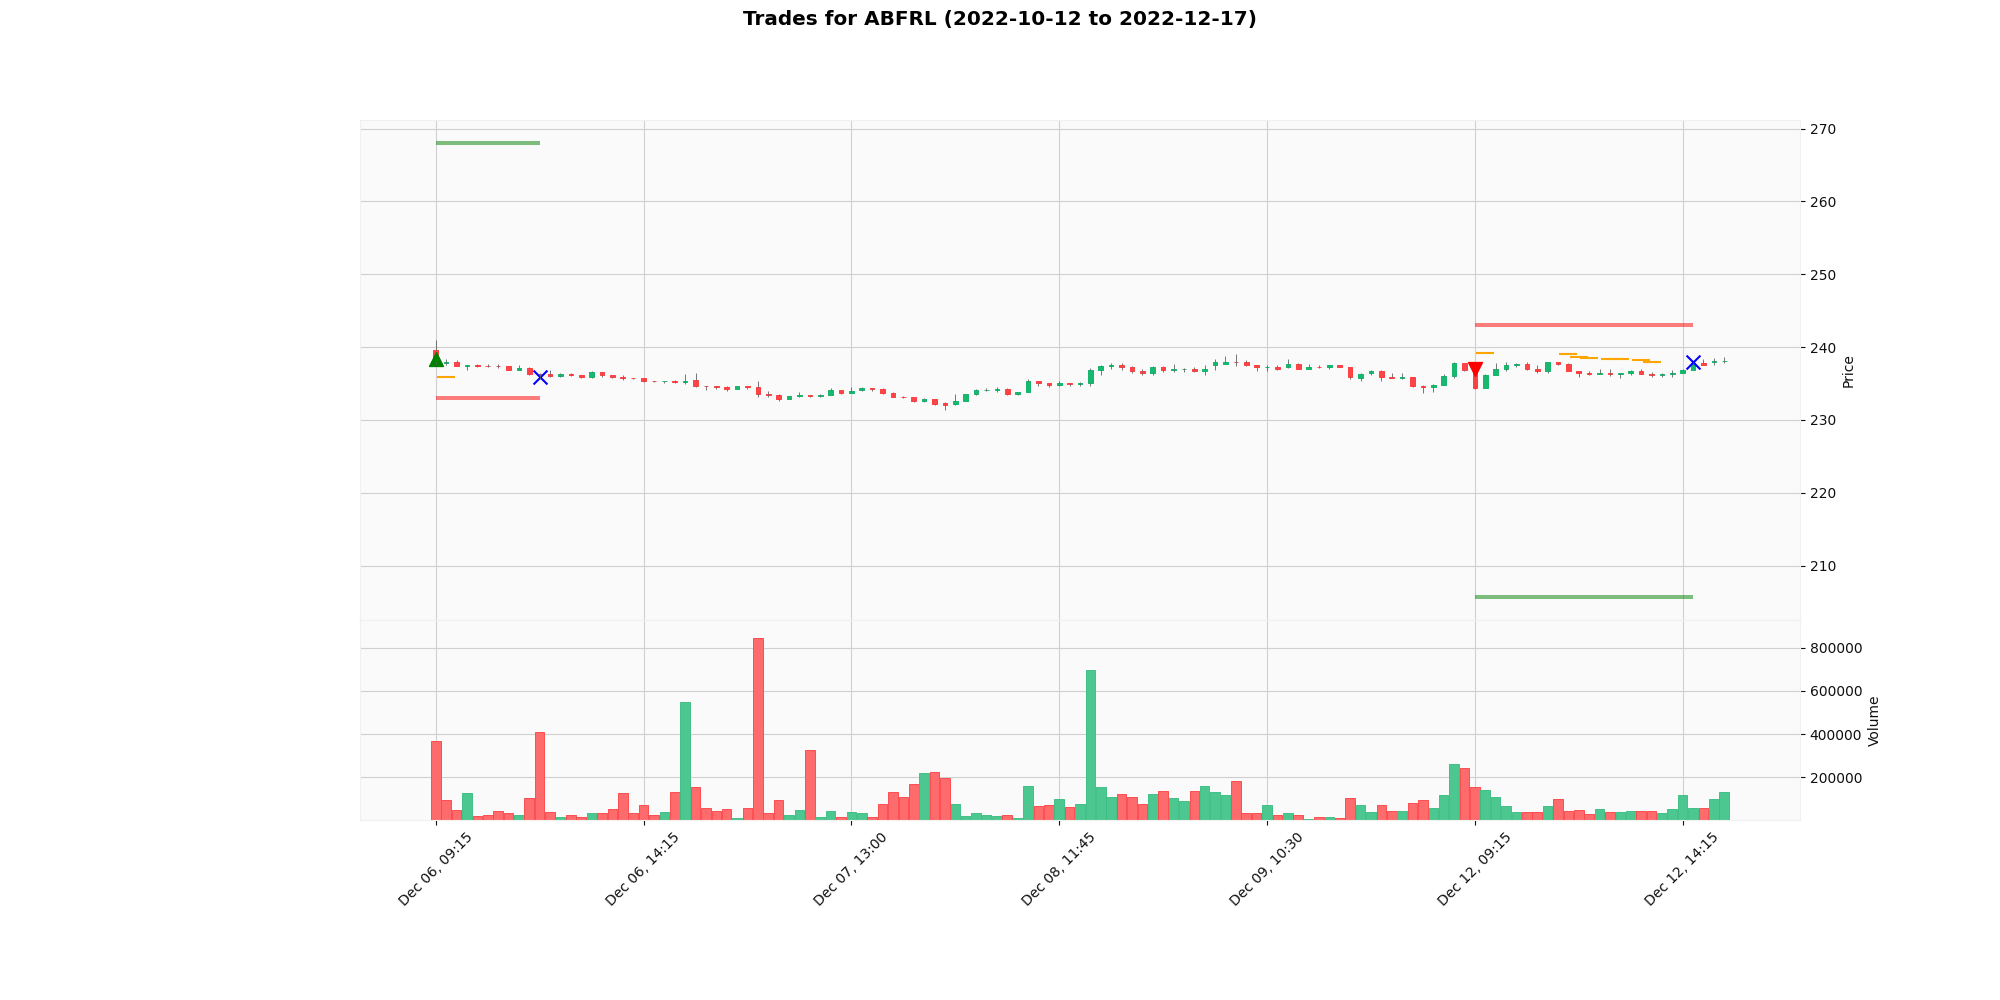 Trades for ABFRL (2022-10-12 to 2022-12-17)
270
260
250
240
230
220
210
Price
800000
600000
400000
200000
Volume
Dec 06, 09:15
Dec 06, 14:15
Dec 07, 13:00
Dec 08, 11:45
Dec 09, 10:30
Dec 12, 09:15
Dec 12, 14:15